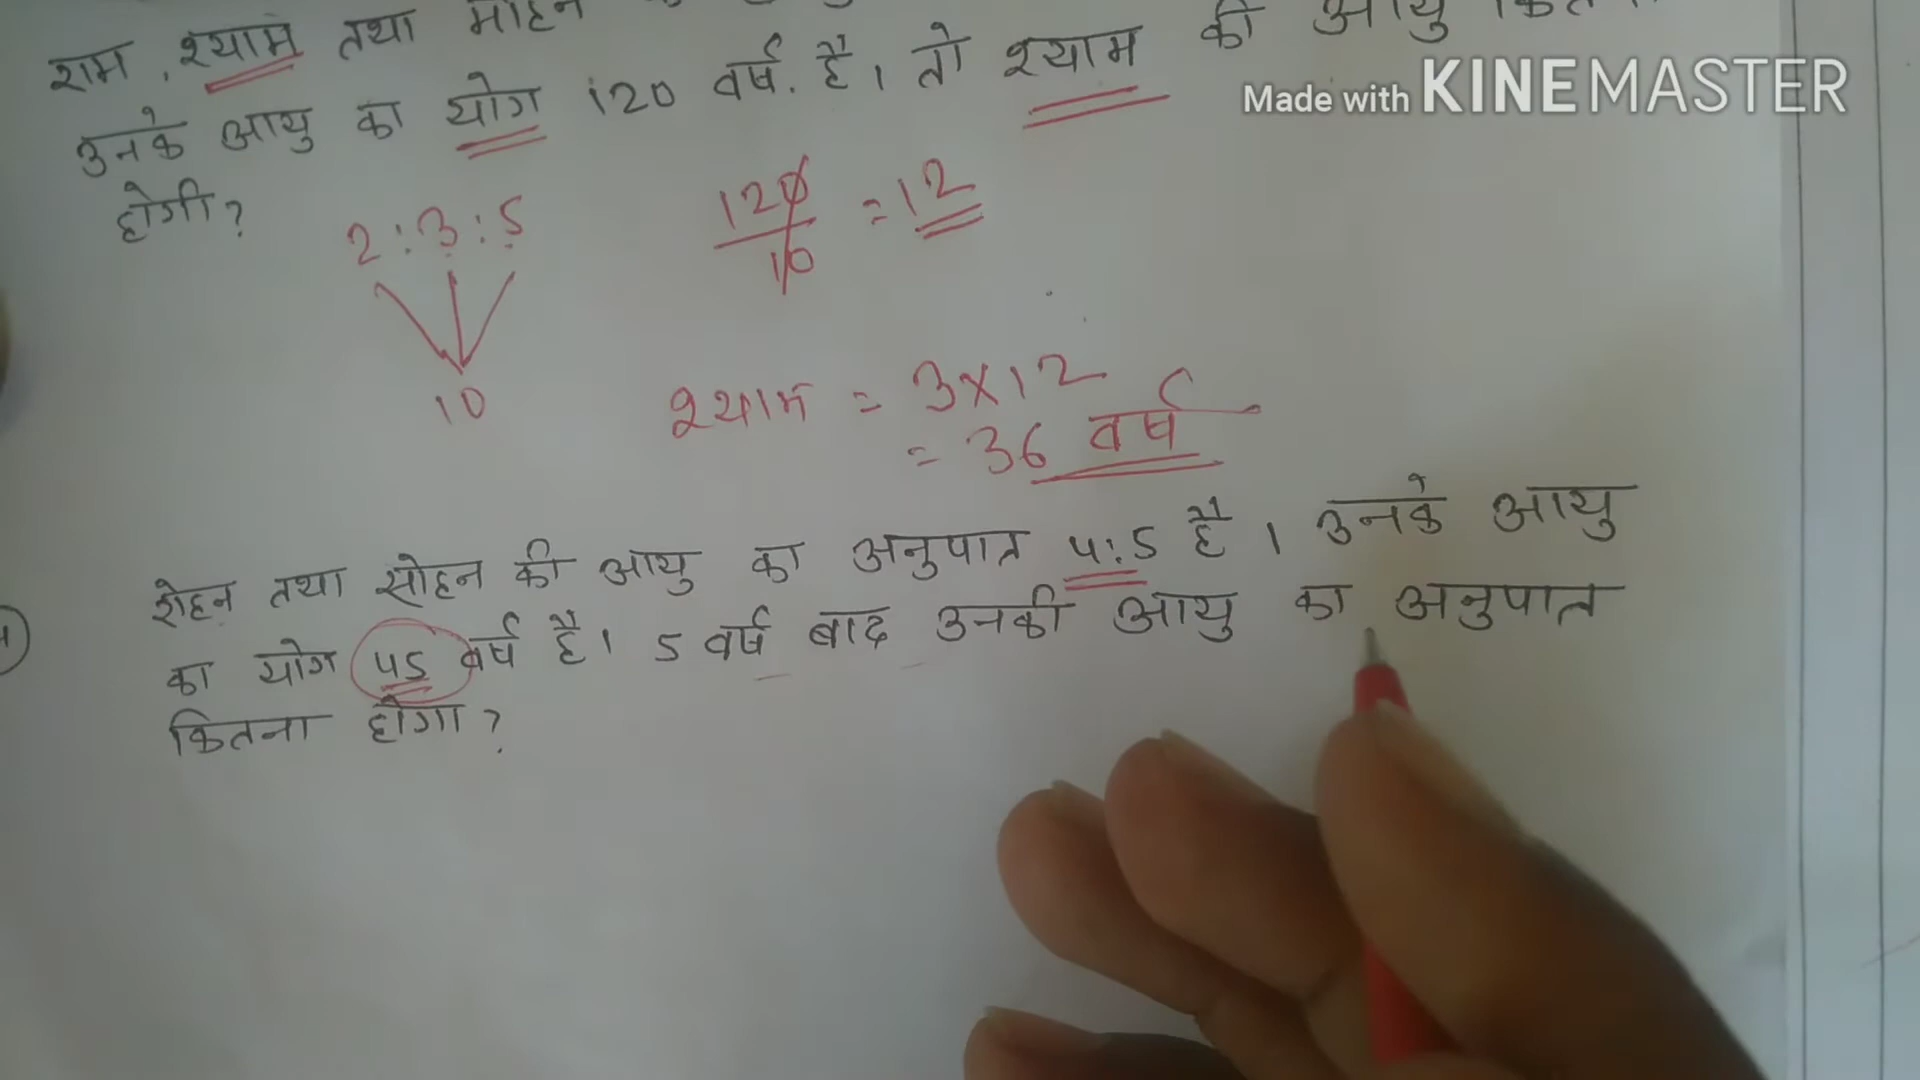 राम, श्याम तथा मोहन
उनके आयु का योग 120 वर्ष है। तो श्याम की आयु
होगी?
Made with KINEMASTER
2:3:5
120/10 = 12
10
श्याम = 3×12
= 36 वर्ष
रोहन तथा सोहन की आयु का अनुपात 4:5 है। उनके आयु
का योग 45 वर्ष है। 5 वर्ष बाद उनकी आयु का अनुपात
कितना होगा?